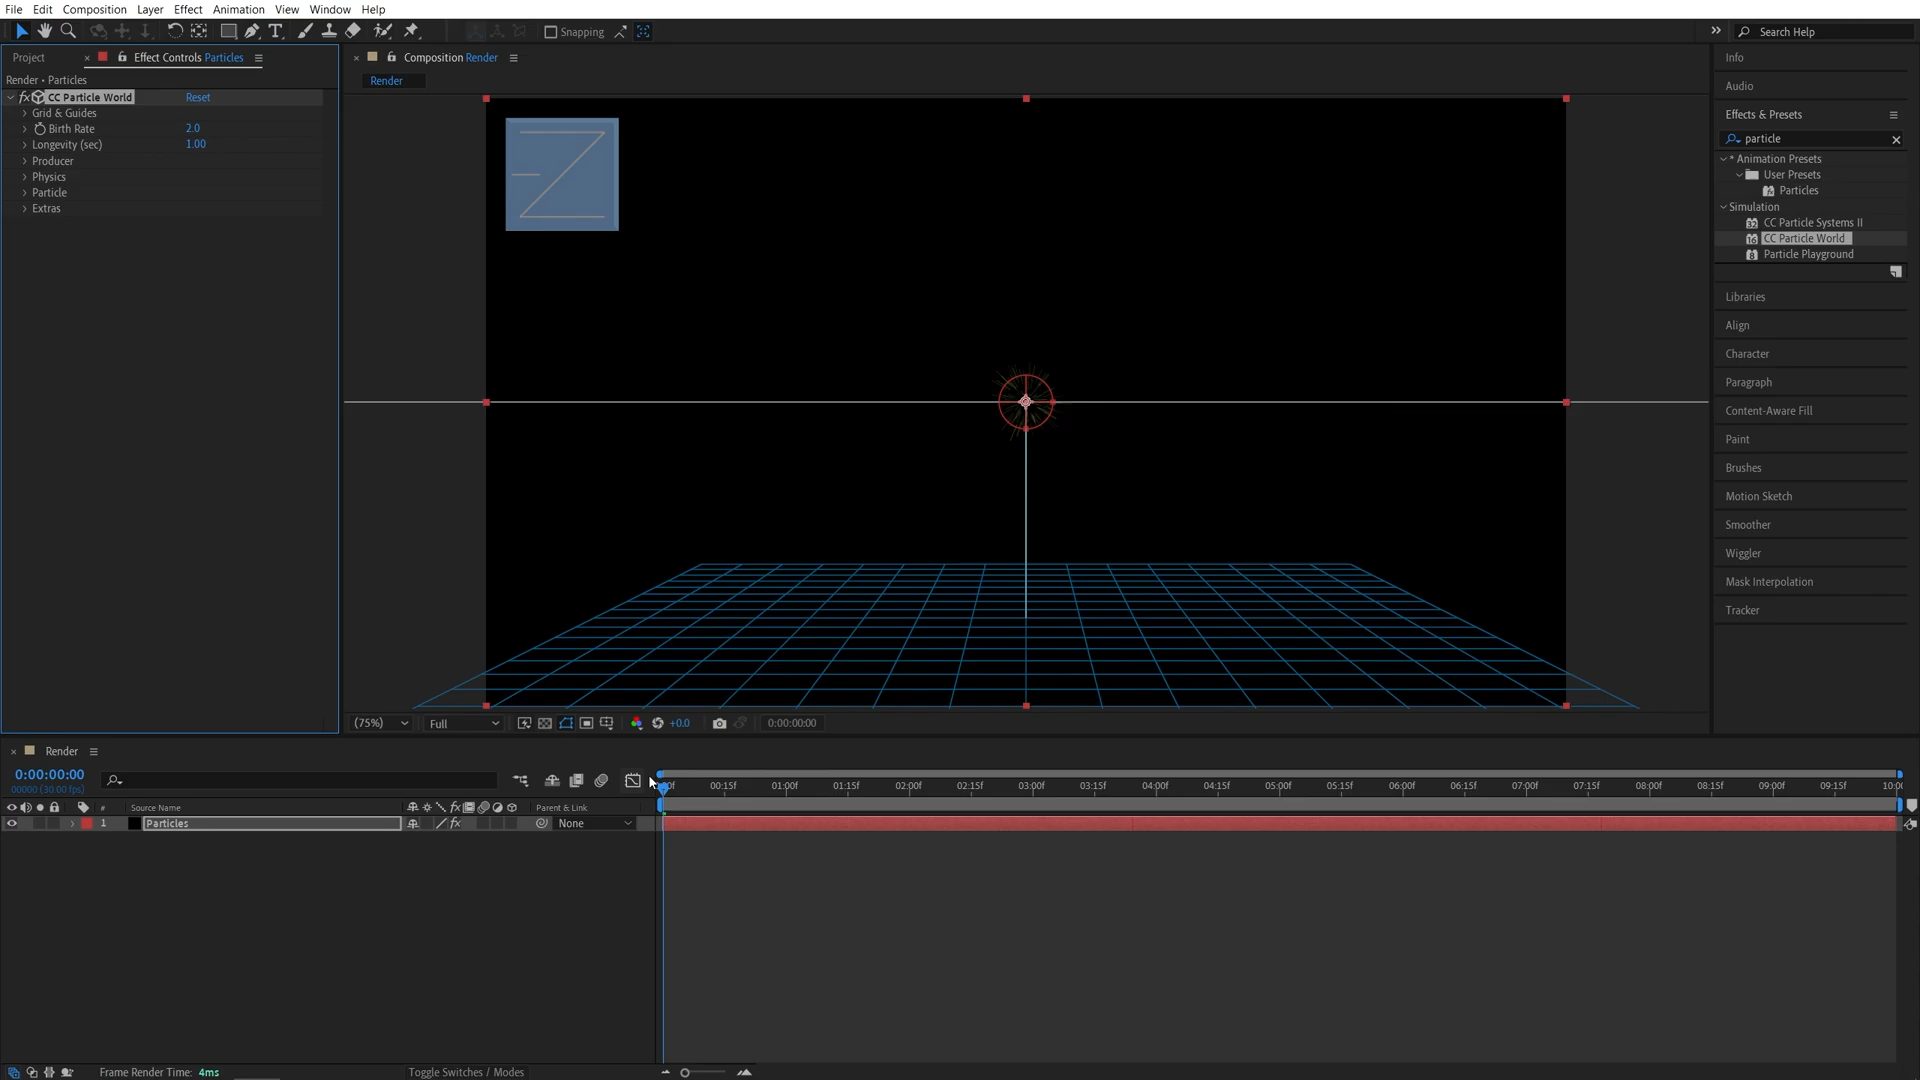 File Edit Composition Layer Effect Animation View Window Help
Snapping
Search Help
Project
Effect Controls Particles
Composition Render
Info
Render • Particles
Render
Audio
fx CC Particle World Reset
Grid & Guides
Birth Rate 2.0
Longevity (sec) 1.00
Producer
Physics
Particle
Extras
Effects & Presets
particle
* Animation Presets
User Presets
Particles
Simulation
CC Particle Systems II
CC Particle World
Particle Playground
Libraries
Align
Character
Paragraph
Content-Aware Fill
Paint
Brushes
Motion Sketch
Smoother
Wiggler
Mask Interpolation
Tracker
(75%) Full +0.0 0:00:00:00
Render
0:00:00:00
00000 (30.00 fps)
00:15f 01:00f 01:15f 02:00f 02:15f 03:00f 03:15f 04:00f 04:15f 05:00f 05:15f 06:00f 06:15f 07:00f 07:15f 08:00f 08:15f 09:00f 09:15f 10:0
# Source Name fx Parent & Link
1 Particles fx None
Frame Render Time: 4ms
Toggle Switches / Modes